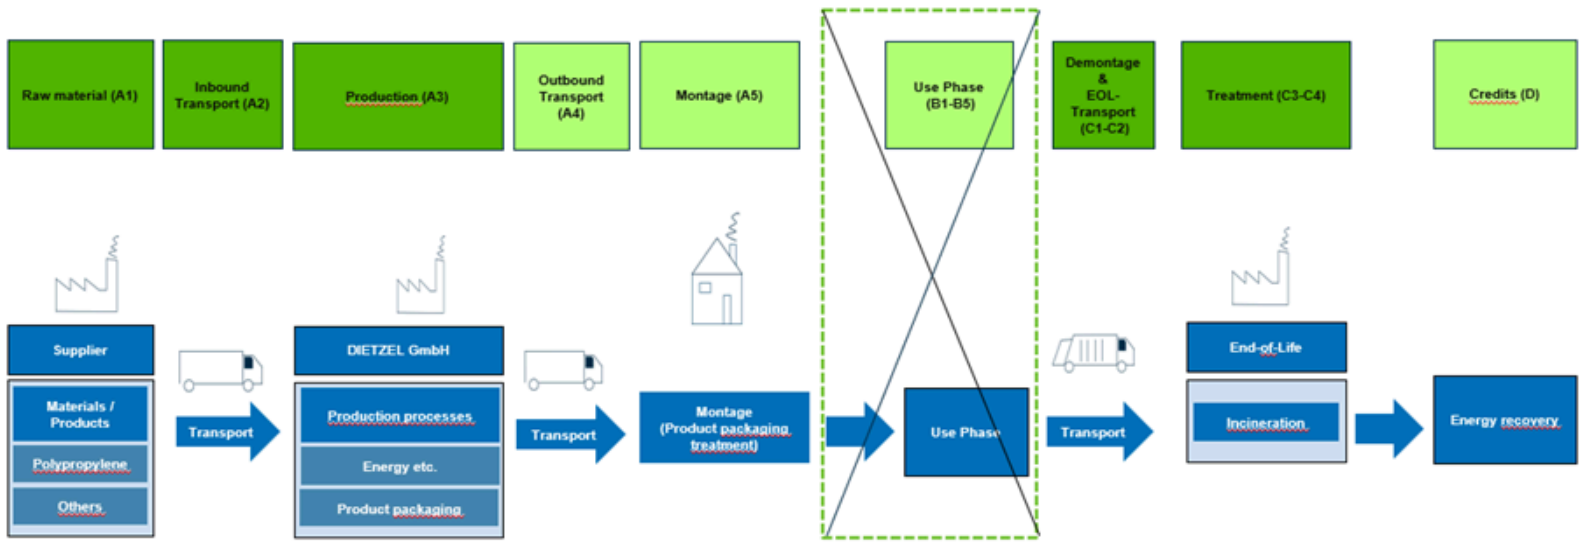 Raw material (A1)
Inbound
Transport (A2)
Production (A3)
Outbound
Transport
(A4)
Montage (A5)
Use Phase
(B1-B5)
Demontage
&
EOL-
Transport
(C1-C2)
Treatment (C3-C4)
Credits (D)
Supplier
Materials /
Products
Polypropylene
Others
Transport
DIETZEL GmbH
Production processes
Energy etc.
Product packaging
Transport
Montage
(Product packaging
treatment)
Use Phase
Transport
End-of-Life
Incineration
Energy recovery